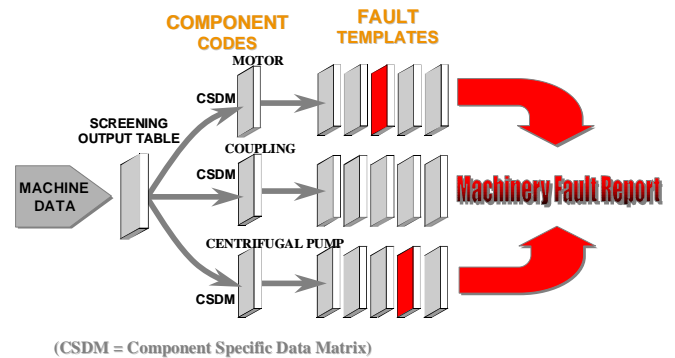 COMPONENT
CODES
FAULT
TEMPLATES
MOTOR
CSDM
SCREENING
OUTPUT TABLE
COUPLING
CSDM
MACHINE
DATA
Machinery Fault Report
CENTRIFUGAL PUMP
CSDM
(CSDM = Component Specific Data Matrix)